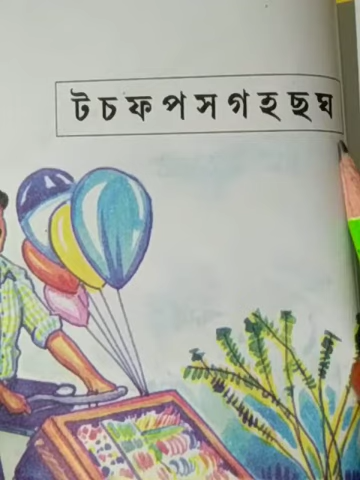 ট চ ফ প স গ হ ছ ঘ